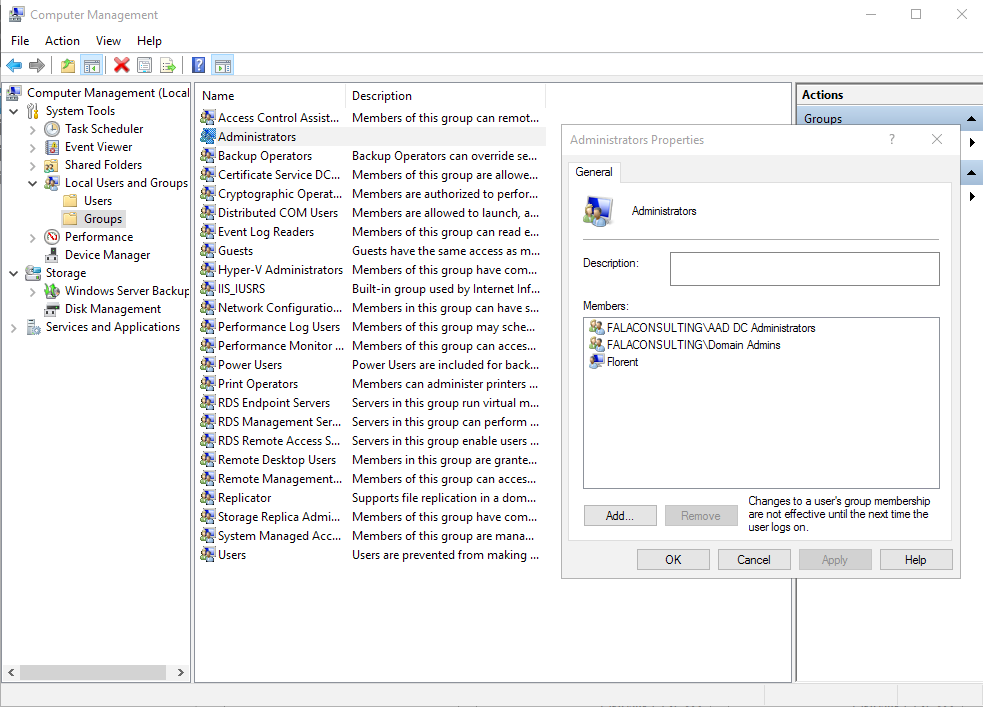 Computer Management
File Action View Help
Computer Management (Local
System Tools
Task Scheduler
Event Viewer
Shared Folders
Local Users and Groups
Users
Groups
Performance
Device Manager
Storage
Windows Server Backup
Disk Management
Services and Applications
Name Description
Access Control Assist... Members of this group can remot...
Administrators
Backup Operators Backup Operators can override se...
Certificate Service DC... Members of this group are allowe...
Cryptographic Operat... Members are authorized to perfor...
Distributed COM Users Members are allowed to launch, a...
Event Log Readers Members of this group can read e...
Guests Guests have the same access as m...
Hyper-V Administrators Members of this group have com...
IIS_IUSRS Built-in group used by Internet Inf...
Network Configuratio... Members in this group can have s...
Performance Log Users Members of this group may sche...
Performance Monitor ... Members of this group can acces...
Power Users Power Users are included for back...
Print Operators Members can administer printers ...
RDS Endpoint Servers Servers in this group run virtual m...
RDS Management Ser... Servers in this group can perform ...
RDS Remote Access S... Servers in this group enable users ...
Remote Desktop Users Members in this group are grante...
Remote Management... Members of this group can acces...
Replicator Supports file replication in a dom...
Storage Replica Admi... Members of this group have com...
System Managed Acc... Members of this group are mana...
Users Users are prevented from making ...
Actions
Groups
Administrators Properties
General
Administrators
Description:
Members:
FALACONSULTING\AAD DC Administrators
FALACONSULTING\Domain Admins
Florent
Add... Remove
Changes to a user's group membership
are not effective until the next time the
user logs on.
OK Cancel Apply Help